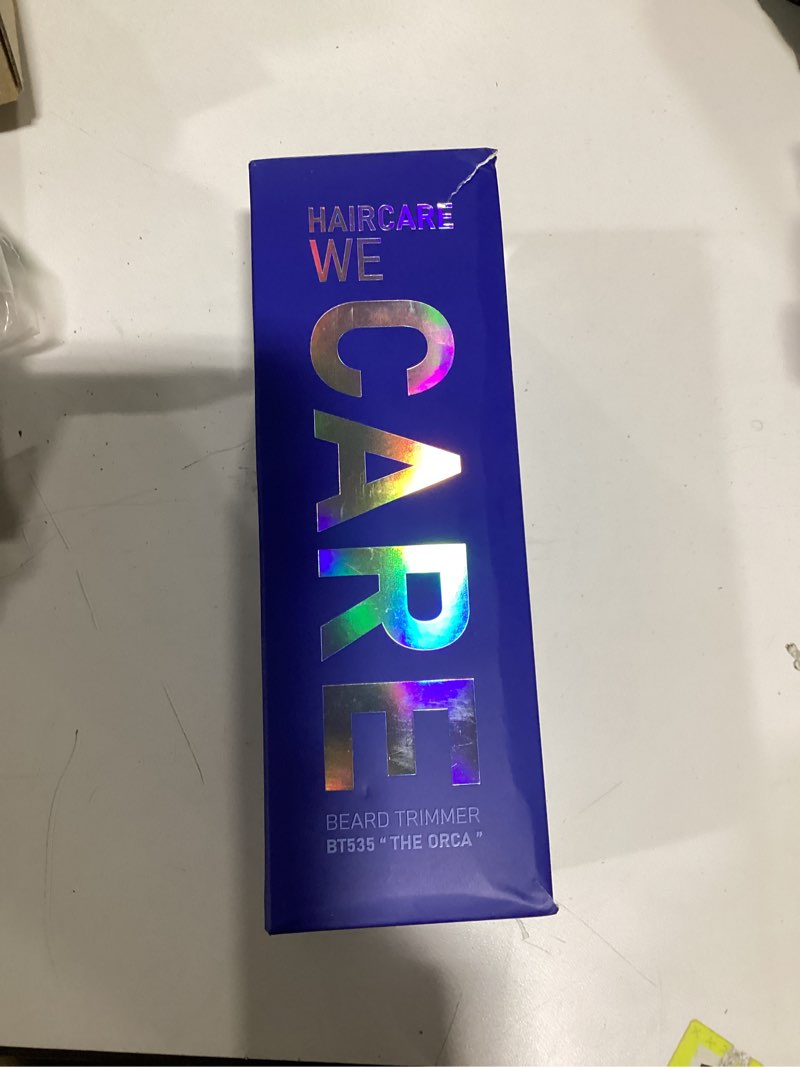 HAIRCARE
WE
CARE
BEARD TRIMMER
BT535 “THE ORCA”